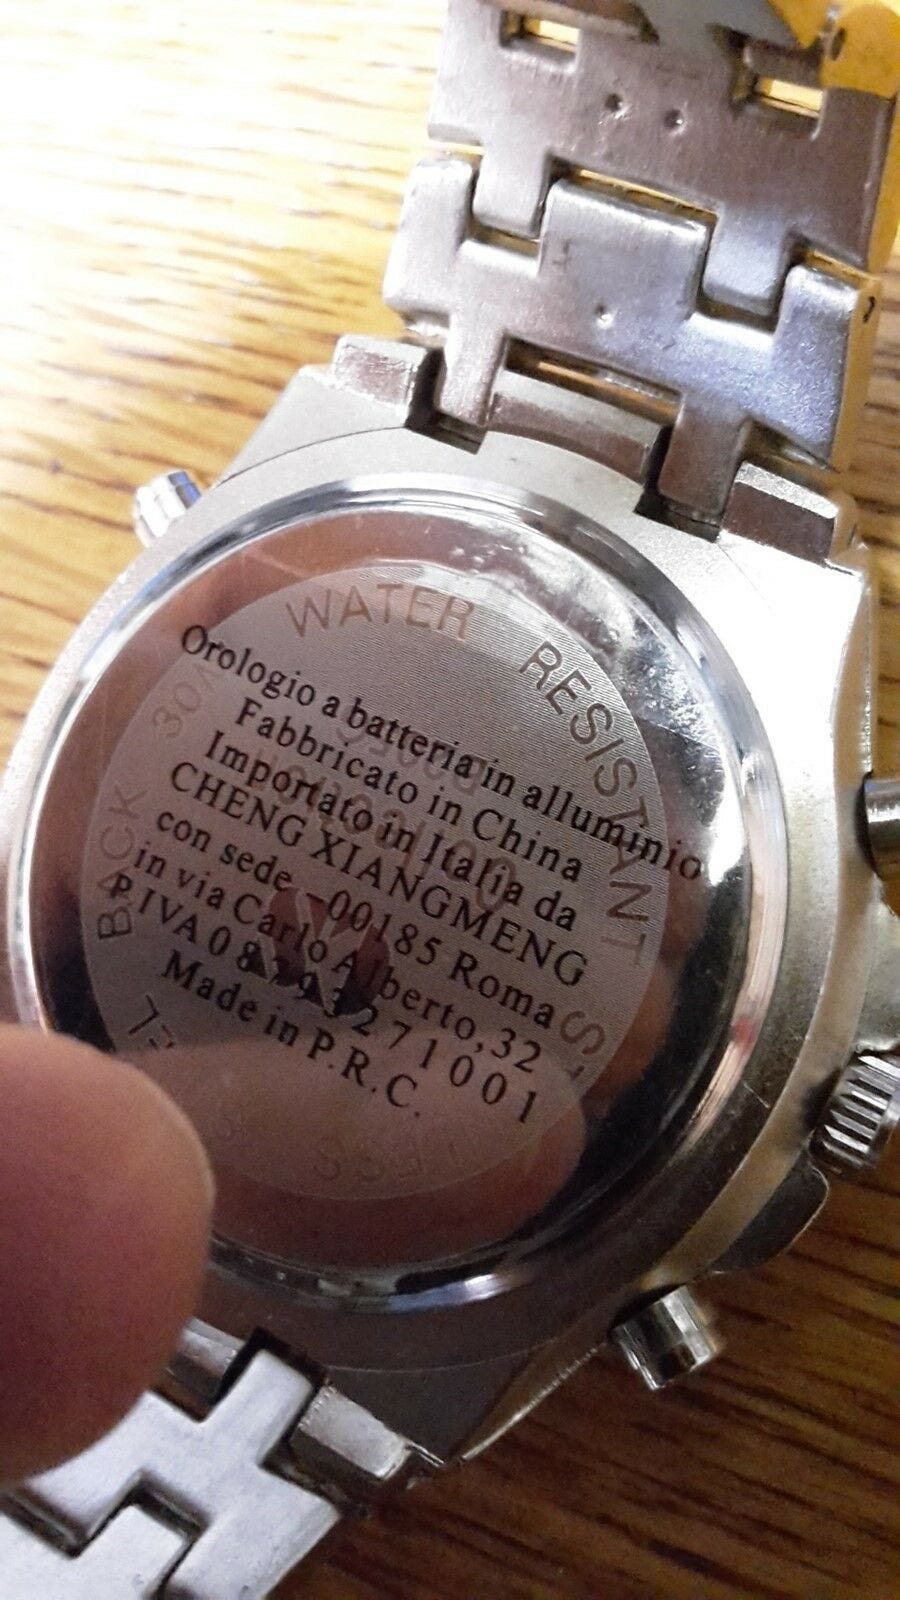 WATER RESISTANT
BACK
Orologio a batteria in alluminio
Fabbricato in China
Importato in Italia da
CHENG XIANGMENG
con sede -00185 Roma
in via Carlo Alberto, 32
P.IVA
Made in P.R.C.